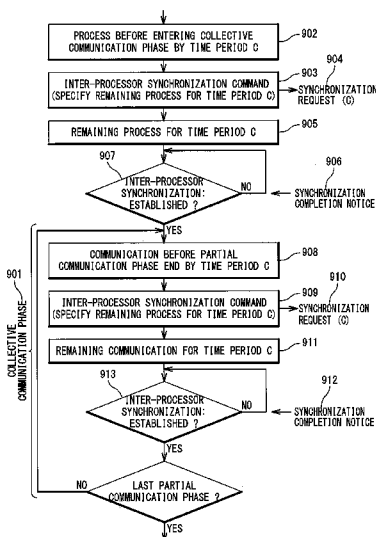 PROCESS BEFORE ENTERING COLLECTIVE
COMMUNICATION PHASE BY TIME PERIOD C
902
904
903
INTER-PROCESSOR SYNCHRONIZATION COMMAND
(SPECIFY REMAINING PROCESS FOR TIME PERIOD C)
SYNCHRONIZATION
REQUEST (C)
REMAINING PROCESS FOR TIME PERIOD C
905
907
906
INTER-PROCESSOR
SYNCHRONIZATION:
ESTABLISHED ?
NO
SYNCHRONIZATION
COMPLETION NOTICE
YES
901
COLLECTIVE
COMMUNICATION PHASE
COMMUNICATION BEFORE PARTIAL
COMMUNICATION PHASE END BY TIME PERIOD C
908
910
909
INTER-PROCESSOR SYNCHRONIZATION COMMAND
(SPECIFY REMAINING PROCESS FOR TIME PERIOD C)
SYNCHRONIZATION
REQUEST (C)
REMAINING COMMUNICATION FOR TIME PERIOD C
911
913
912
INTER-PROCESSOR
SYNCHRONIZATION:
ESTABLISHED ?
NO
SYNCHRONIZATION
COMPLETION NOTICE
YES
NO
LAST PARTIAL
COMMUNICATION PHASE ?
YES